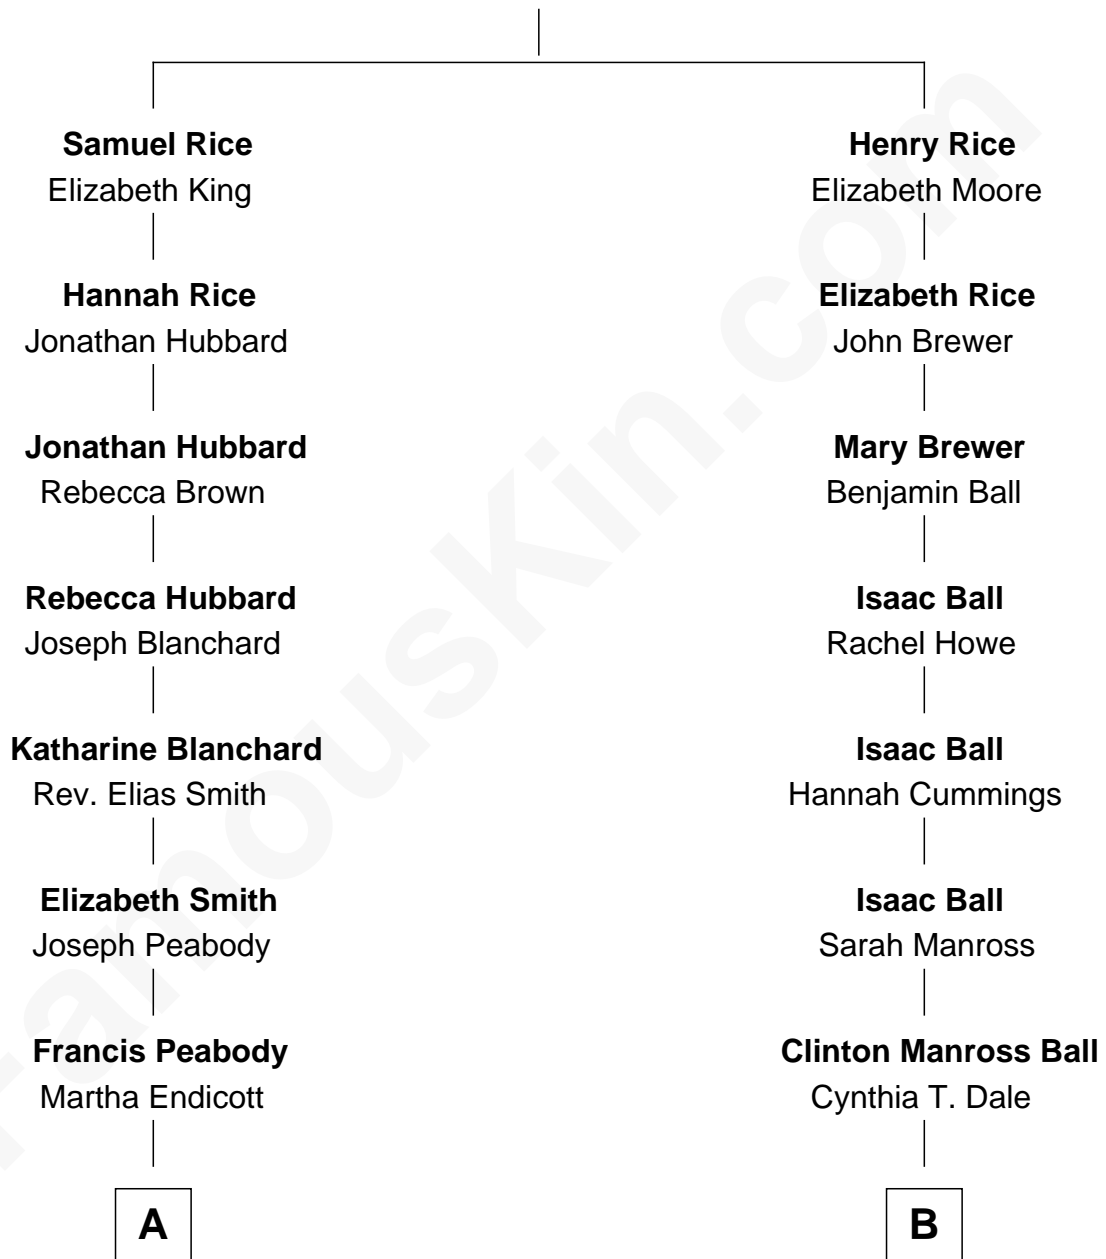 Samuel Rice
Elizabeth King
Hannah Rice
Jonathan Hubbard
Jonathan Hubbard
Rebecca Brown
Rebecca Hubbard
Joseph Blanchard
Katharine Blanchard
Rev. Elias Smith
Elizabeth Smith
Joseph Peabody
Francis Peabody
Martha Endicott
A
Henry Rice
Elizabeth Moore
Elizabeth Rice
John Brewer
Mary Brewer
Benjamin Ball
Isaac Ball
Rachel Howe
Isaac Ball
Hannah Cummings
Isaac Ball
Sarah Manross
Clinton Manross Ball
Cynthia T. Dale
B
FamousKin.com